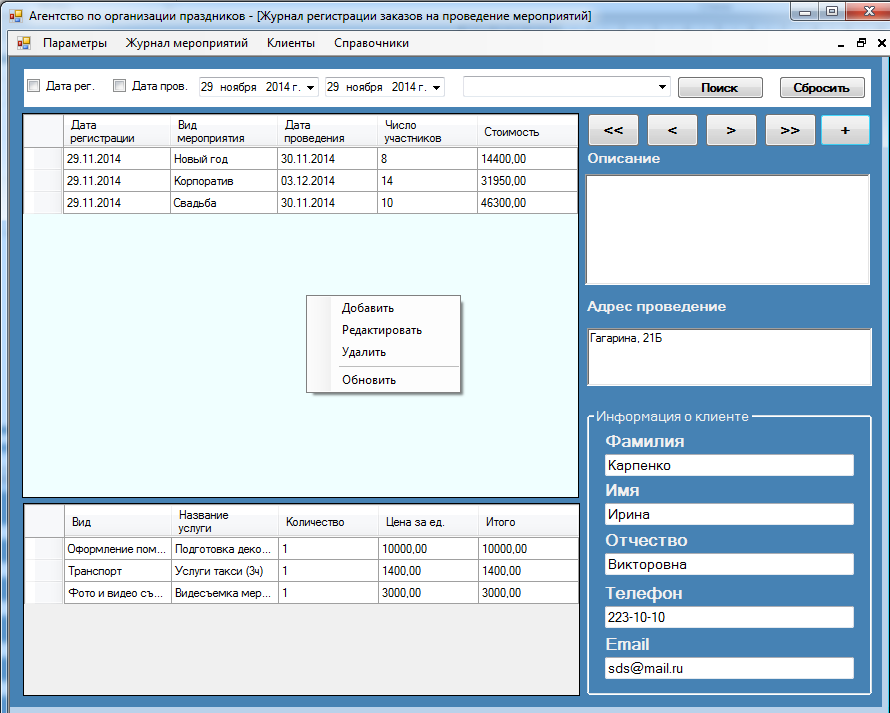 Агентство по организации праздников - [Журнал регистрации заказов на проведение мероприятий]
Параметры Журнал мероприятий Клиенты Справочники
Дата рег. Дата пров. 29 ноября 2014 г. 29 ноября 2014 г. Поиск Сбросить
<< < > >> +
Дата регистрации Вид мероприятия Дата проведения Число участников Стоимость
29.11.2014 Новый год 30.11.2014 8 14400,00
29.11.2014 Корпоратив 03.12.2014 14 31950,00
29.11.2014 Свадьба 30.11.2014 10 46300,00
Добавить
Редактировать
Удалить
Обновить
Описание
Адрес проведение
Гагарина, 21Б
Информация о клиенте
Фамилия
Карпенко
Имя
Ирина
Отчество
Викторовна
Телефон
223-10-10
Email
sds@mail.ru
Вид Название услуги Количество Цена за ед. Итого
Оформление пом... Подготовка деко... 1 10000,00 10000,00
Транспорт Услуги такси (3ч) 1 1400,00 1400,00
Фото и видео съ... Видесъемка мер... 1 3000,00 3000,00